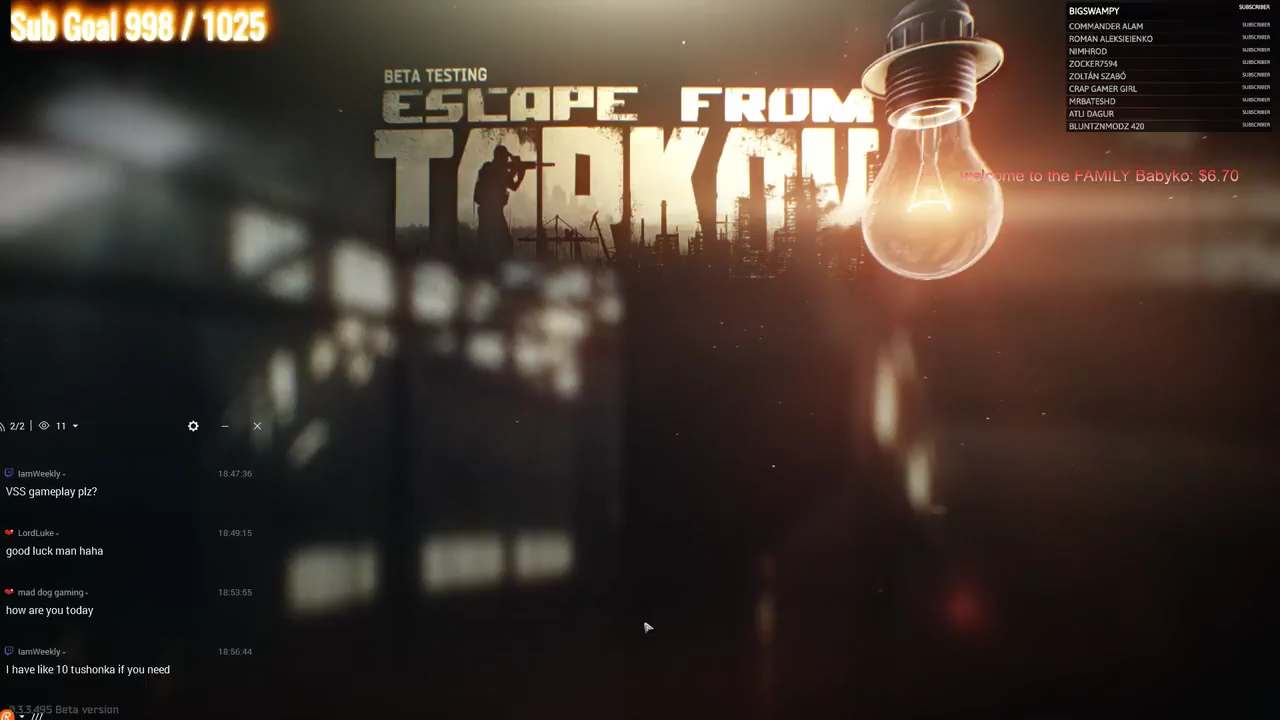 Sub Goal 998 / 1025
BETA TESTING
ESCAPE FROM
TARKOV
BIGSWAMPY SUBSCRIBER
COMMANDER ALAM SUBSCRIBER
ROMAN ALEKSIEIENKO SUBSCRIBER
NIMHROD SUBSCRIBER
ZOCKER7594 SUBSCRIBER
ZOLTÁN SZABÓ SUBSCRIBER
CRAP GAMER GIRL SUBSCRIBER
MRBATESHD SUBSCRIBER
ATLI DAGUR SUBSCRIBER
BLUNTZNMODZ 420 SUBSCRIBER
welcome to the FAMILY Babyko: $6.70
2/2 | 11
IamWeekly 18:47:36
VSS gameplay plz?
LordLuke 18:49:15
good luck man haha
mad dog gaming 18:53:55
how are you today
IamWeekly 18:56:44
I have like 10 tushonka if you need
0.3.3.495 Beta version